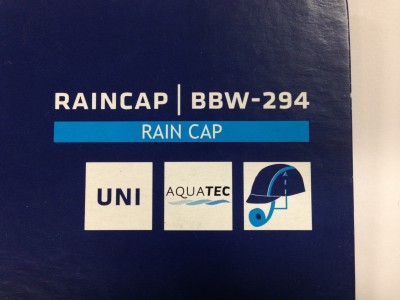 RAINCAP | BBW-294
RAIN CAP
UNI
AQUATEC